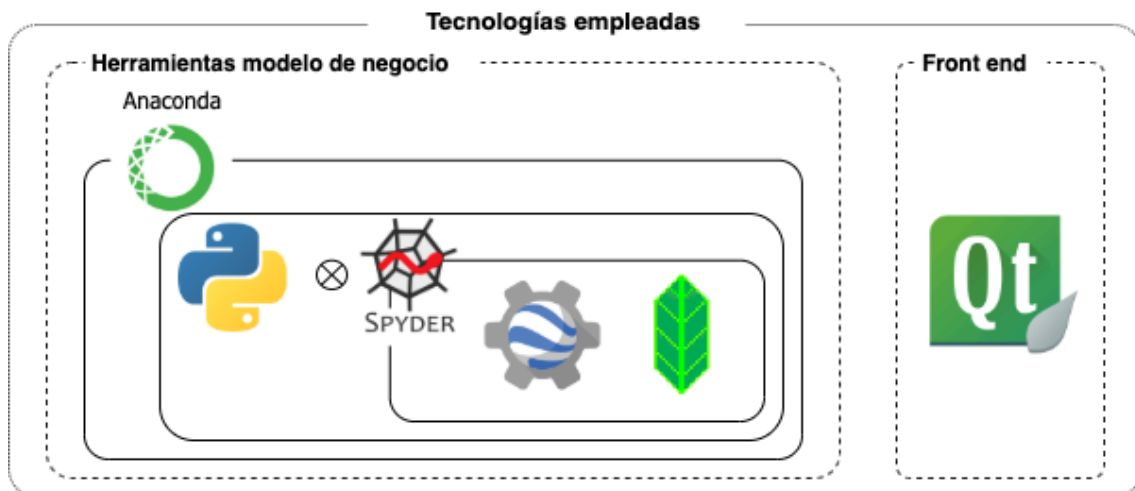 Tecnologías empleadas
Herramientas modelo de negocio
Front end
Anaconda
SPYDER
Qt